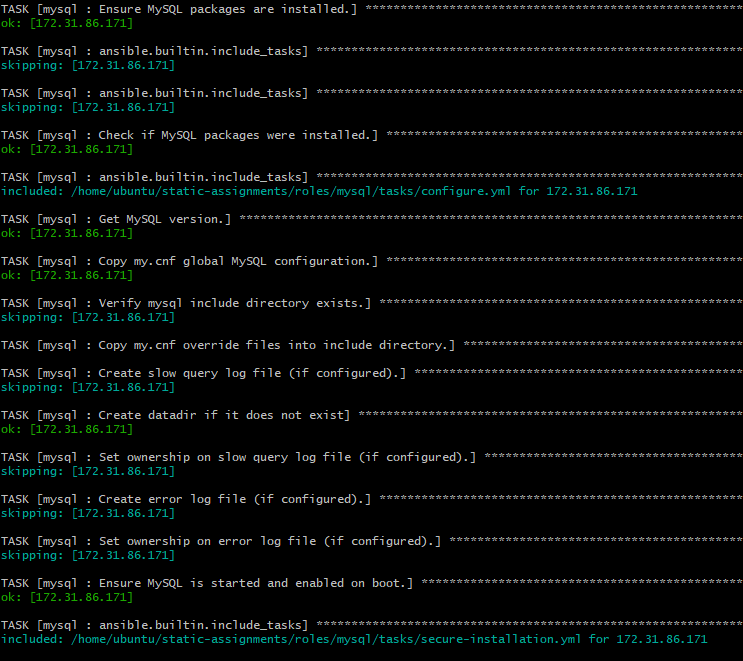 TASK [mysql : Ensure MySQL packages are installed.] ******************************************************
ok: [172.31.86.171]
TASK [mysql : ansible.builtin.include_tasks] *************************************************************
skipping: [172.31.86.171]
TASK [mysql : ansible.builtin.include_tasks] *************************************************************
skipping: [172.31.86.171]
TASK [mysql : Check if MySQL packages were installed.] ***************************************************
ok: [172.31.86.171]
TASK [mysql : ansible.builtin.include_tasks] *************************************************************
included: /home/ubuntu/static-assignments/roles/mysql/tasks/configure.yml for 172.31.86.171
TASK [mysql : Get MySQL version.] ************************************************************************
ok: [172.31.86.171]
TASK [mysql : Copy my.cnf global MySQL configuration.] ***************************************************
ok: [172.31.86.171]
TASK [mysql : Verify mysql include directory exists.] ****************************************************
skipping: [172.31.86.171]
TASK [mysql : Copy my.cnf override files into include directory.] ****************************************
TASK [mysql : Create slow query log file (if configured).] ***********************************************
skipping: [172.31.86.171]
TASK [mysql : Create datadir if it does not exist] *******************************************************
ok: [172.31.86.171]
TASK [mysql : Set ownership on slow query log file (if configured).] *************************************
skipping: [172.31.86.171]
TASK [mysql : Create error log file (if configured).] ****************************************************
skipping: [172.31.86.171]
TASK [mysql : Set ownership on error log file (if configured).] ******************************************
skipping: [172.31.86.171]
TASK [mysql : Ensure MySQL is started and enabled on boot.] **********************************************
ok: [172.31.86.171]
TASK [mysql : ansible.builtin.include_tasks] *************************************************************
included: /home/ubuntu/static-assignments/roles/mysql/tasks/secure-installation.yml for 172.31.86.171